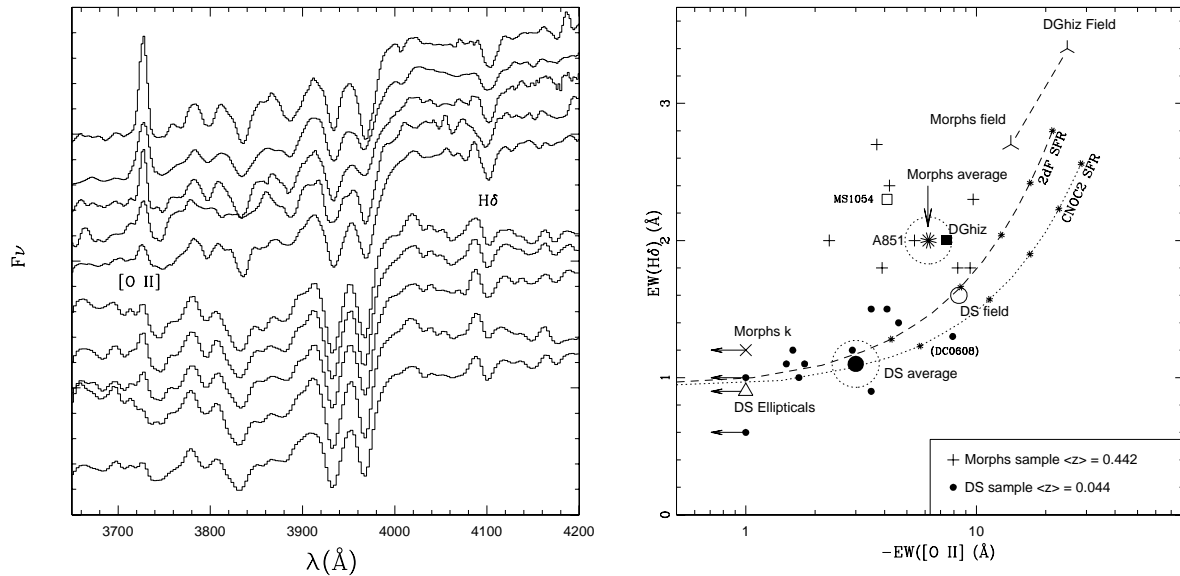 Fν
[O II]
Hδ
3700 3800 3900 4000 4100 4200
λ(Å)
EW(Hδ) (Å)
0 1 2 3
DGhiz Field
Morphs field
2dF SFR
CNOC2 SFR
Morphs average
MS1054
A851
DGhiz
DS field
Morphs k
(DC0608)
DS average
DS Ellipticals
Morphs sample <z> = 0.442
DS sample <z> = 0.044
1 10
−EW([O II] (Å)